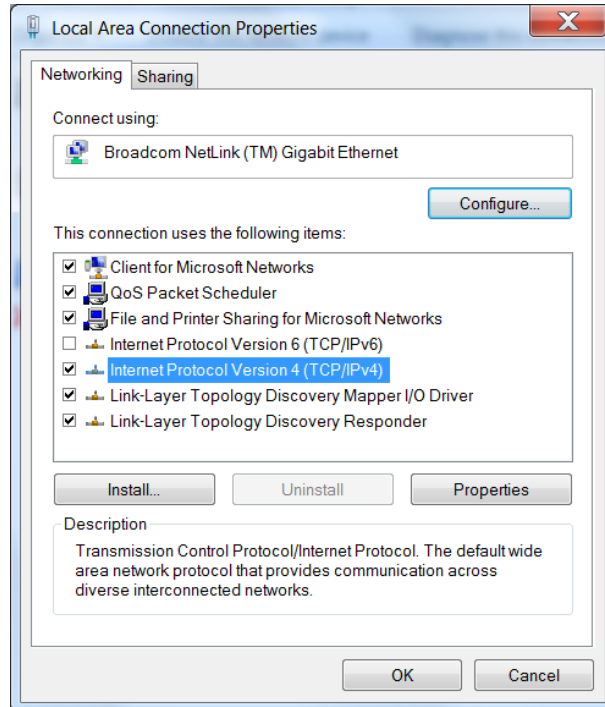 Local Area Connection Properties
Networking
Sharing
Connect using:
Broadcom NetLink (TM) Gigabit Ethernet
Configure...
This connection uses the following items:
Client for Microsoft Networks
QoS Packet Scheduler
File and Printer Sharing for Microsoft Networks
Internet Protocol Version 6 (TCP/IPv6)
Internet Protocol Version 4 (TCP/IPv4)
Link-Layer Topology Discovery Mapper I/O Driver
Link-Layer Topology Discovery Responder
Install...
Uninstall
Properties
Description
Transmission Control Protocol/Internet Protocol. The default wide
area network protocol that provides communication across
diverse interconnected networks.
OK
Cancel